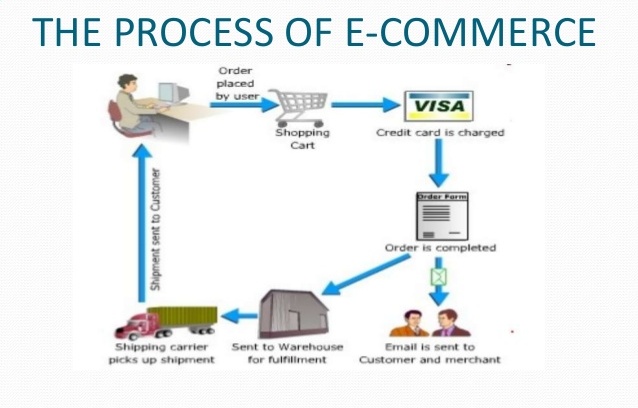 THE PROCESS OF E-COMMERCE
Order
placed
by user
Shopping
Cart
VISA
Credit card is charged
Order Form
Order is completed
Shipment sent to Customer
Shipping carrier
picks up shipment
Sent to Warehouse
for fulfillment
Email is sent to
Customer and merchant